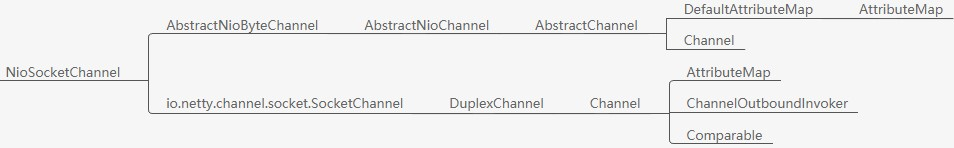 DefaultAttributeMap AttributeMap
AbstractNioByteChannel AbstractNioChannel AbstractChannel
Channel
NioSocketChannel
AttributeMap
io.netty.channel.socket.SocketChannel DuplexChannel Channel
ChannelOutboundInvoker
Comparable